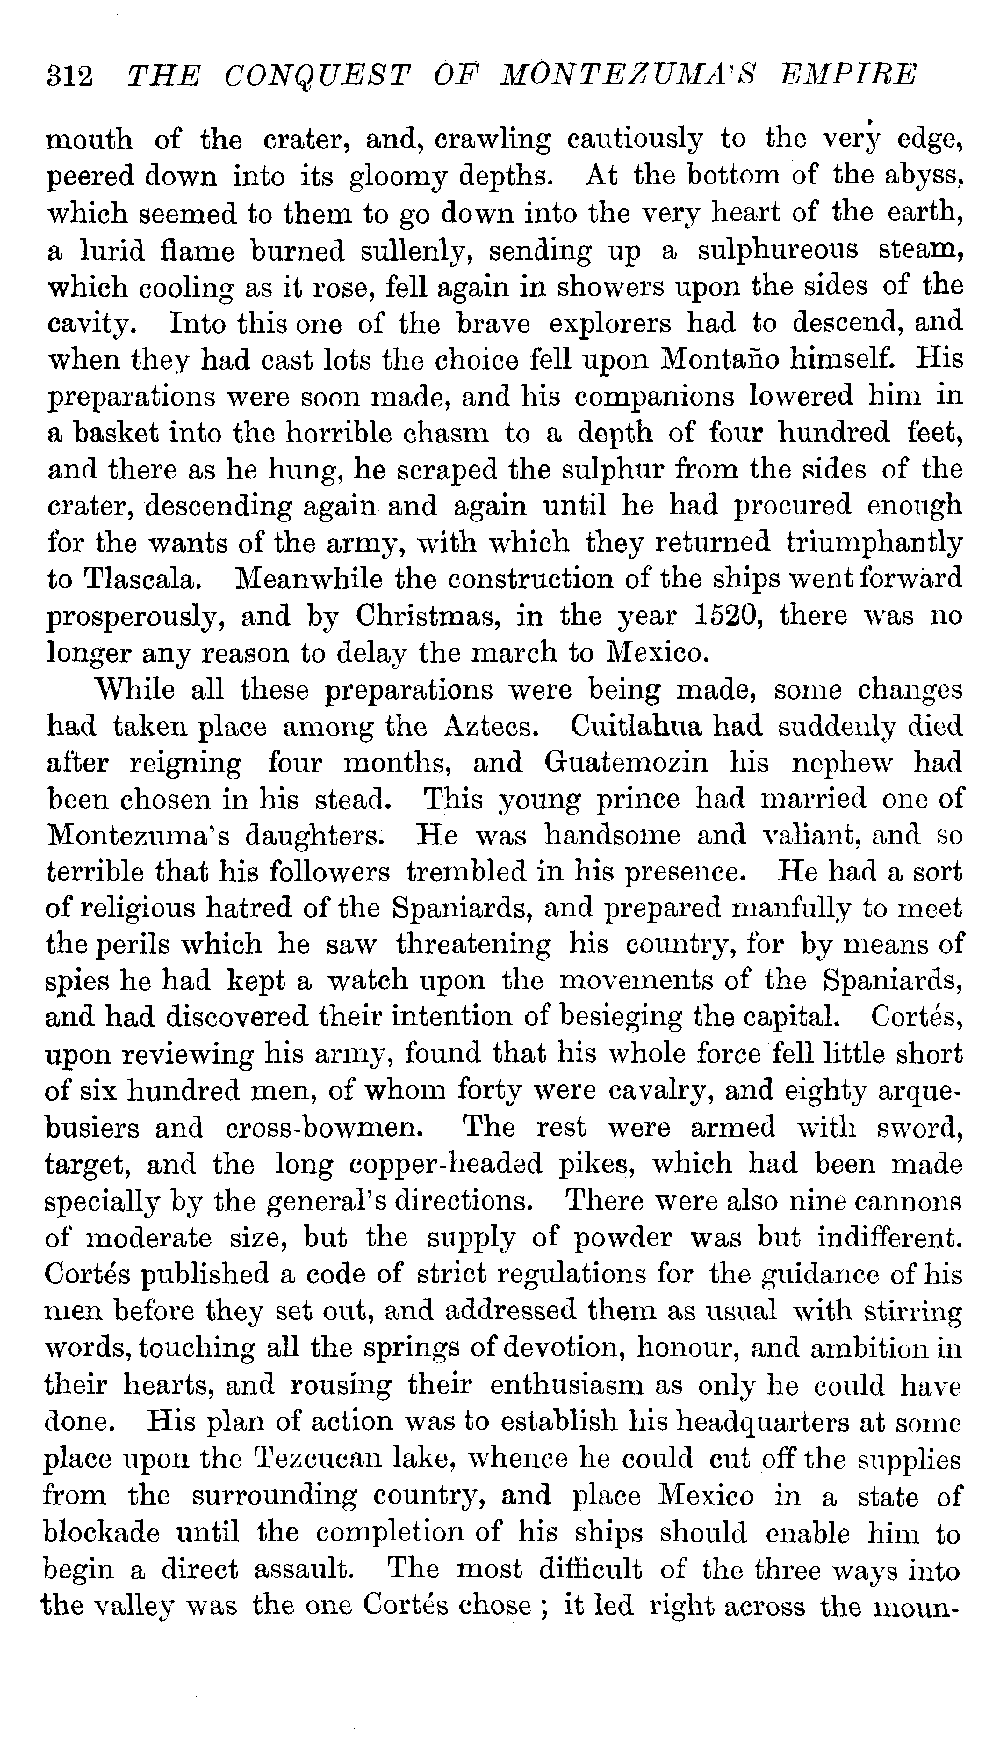 312 THE CONQUEST OF MONTEZUMA'S EMPIRE
mouth of the crater, and, crawling cautiously to the very edge,
peered down into its gloomy depths. At the bottom of the abyss,
which seemed to them to go down into the very heart of the earth,
a lurid flame burned sullenly, sending up a sulphureous steam,
which cooling as it rose, fell again in showers upon the sides of the
cavity. Into this one of the brave explorers had to descend, and
when they had cast lots the choice fell upon Montaño himself. His
preparations were soon made, and his companions lowered him in
a basket into the horrible chasm to a depth of four hundred feet,
and there as he hung, he scraped the sulphur from the sides of the
crater, descending again and again until he had procured enough
for the wants of the army, with which they returned triumphantly
to Tlascala. Meanwhile the construction of the ships went forward
prosperously, and by Christmas, in the year 1520, there was no
longer any reason to delay the march to Mexico.
While all these preparations were being made, some changes
had taken place among the Aztecs. Cuitlahua had suddenly died
after reigning four months, and Guatemozin his nephew had
been chosen in his stead. This young prince had married one of
Montezuma's daughters. He was handsome and valiant, and so
terrible that his followers trembled in his presence. He had a sort
of religious hatred of the Spaniards, and prepared manfully to meet
the perils which he saw threatening his country, for by means of
spies he had kept a watch upon the movements of the Spaniards,
and had discovered their intention of besieging the capital. Cortés,
upon reviewing his army, found that his whole force fell little short
of six hundred men, of whom forty were cavalry, and eighty arque-
busiers and cross-bowmen. The rest were armed with sword,
target, and the long copper-headed pikes, which had been made
specially by the general's directions. There were also nine cannons
of moderate size, but the supply of powder was but indifferent.
Cortés published a code of strict regulations for the guidance of his
men before they set out, and addressed them as usual with stirring
words, touching all the springs of devotion, honour, and ambition in
their hearts, and rousing their enthusiasm as only he could have
done. His plan of action was to establish his headquarters at some
place upon the Tezcucan lake, whence he could cut off the supplies
from the surrounding country, and place Mexico in a state of
blockade until the completion of his ships should enable him to
begin a direct assault. The most difficult of the three ways into
the valley was the one Cortés chose ; it led right across the moun-